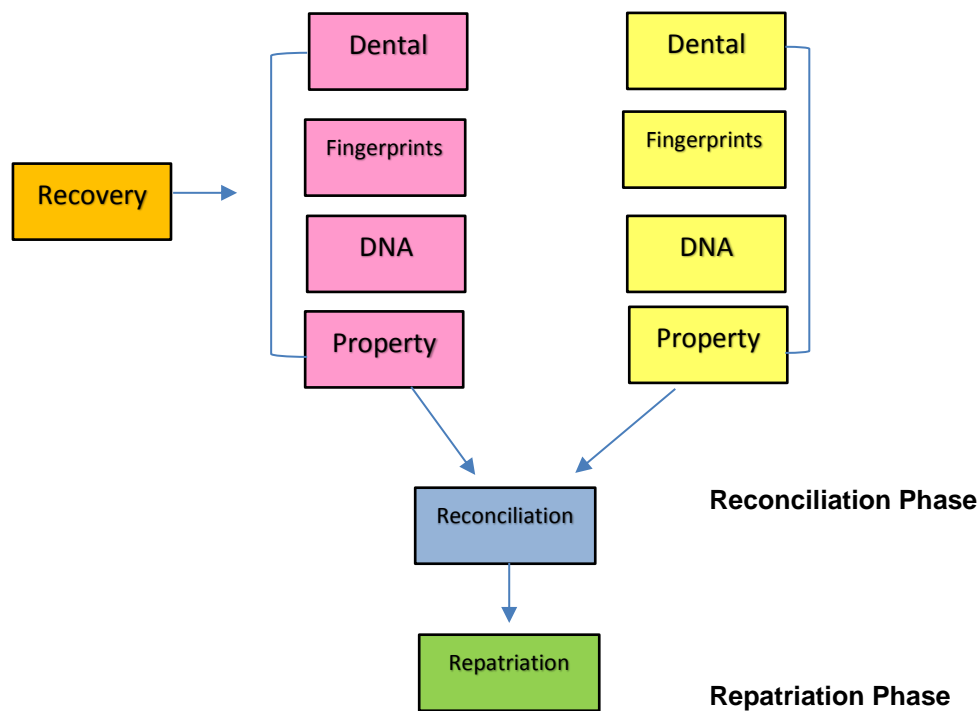 Dental
Dental
Fingerprints
Fingerprints
Recovery
DNA
DNA
Property
Property
Reconciliation
Reconciliation Phase
Repatriation
Repatriation Phase